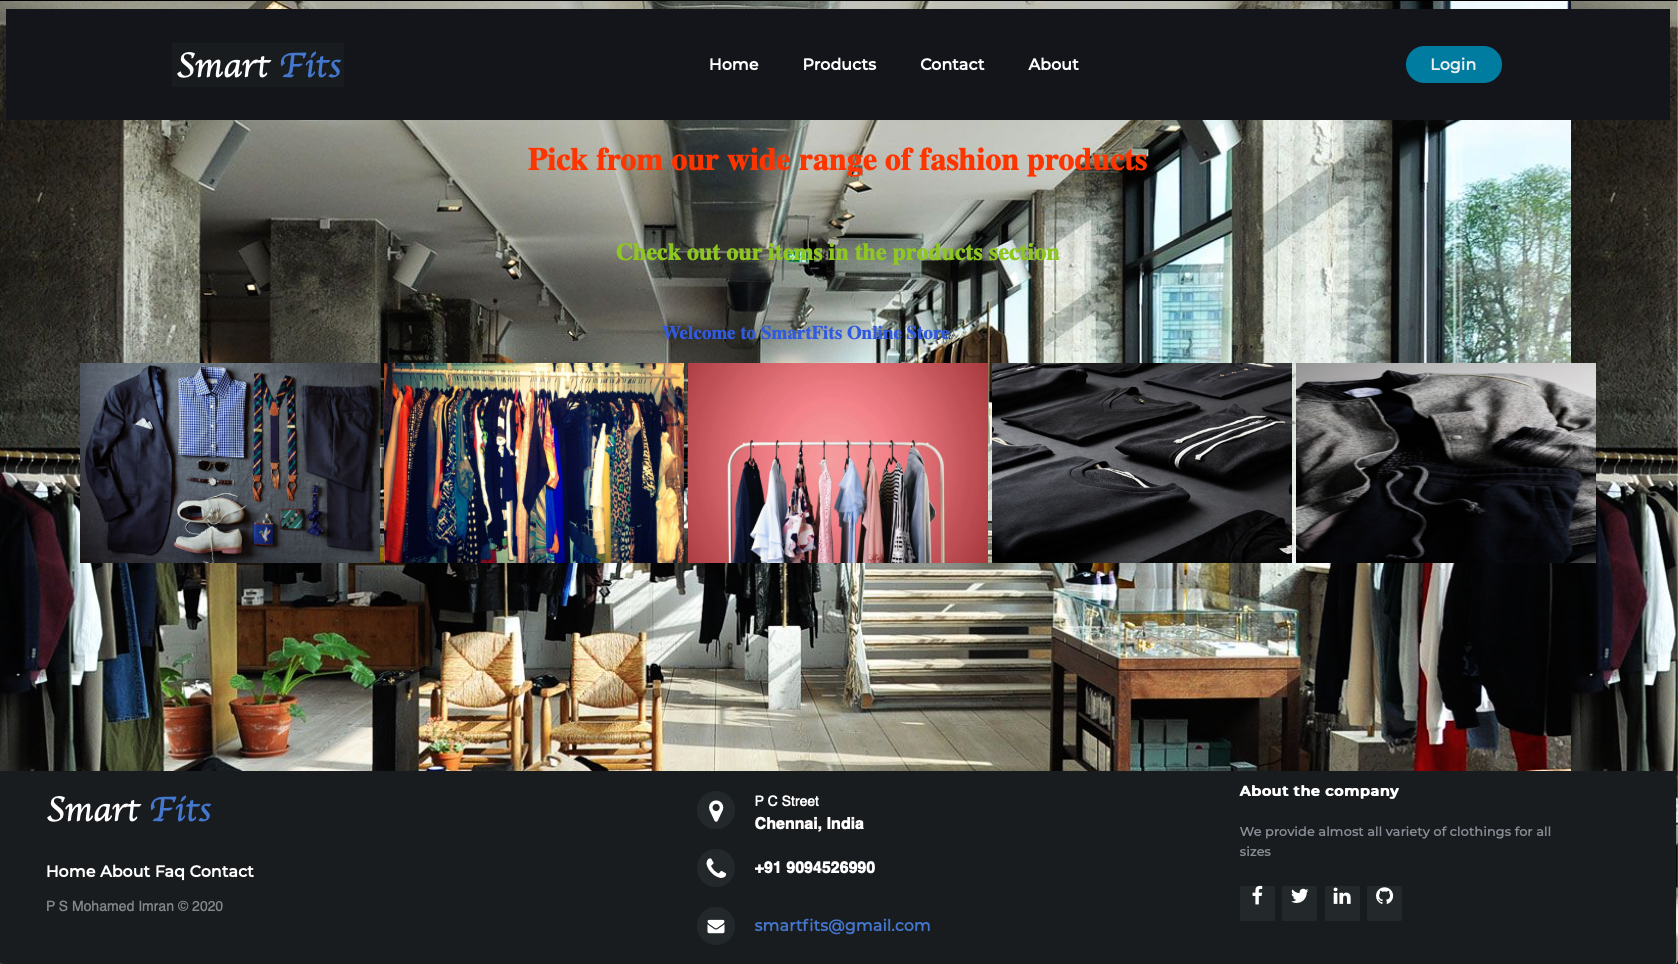 Smart Fits
Home Products Contact About
Login
Pick from our wide range of fashion products
Check out our items in the products section
Welcome to SmartFits Online Store
Smart Fits
Home About Faq Contact
P S Mohamed Imran © 2020
P C Street
Chennai, India
+91 9094526990
smartfits@gmail.com
About the company
We provide almost all variety of clothings for all
sizes